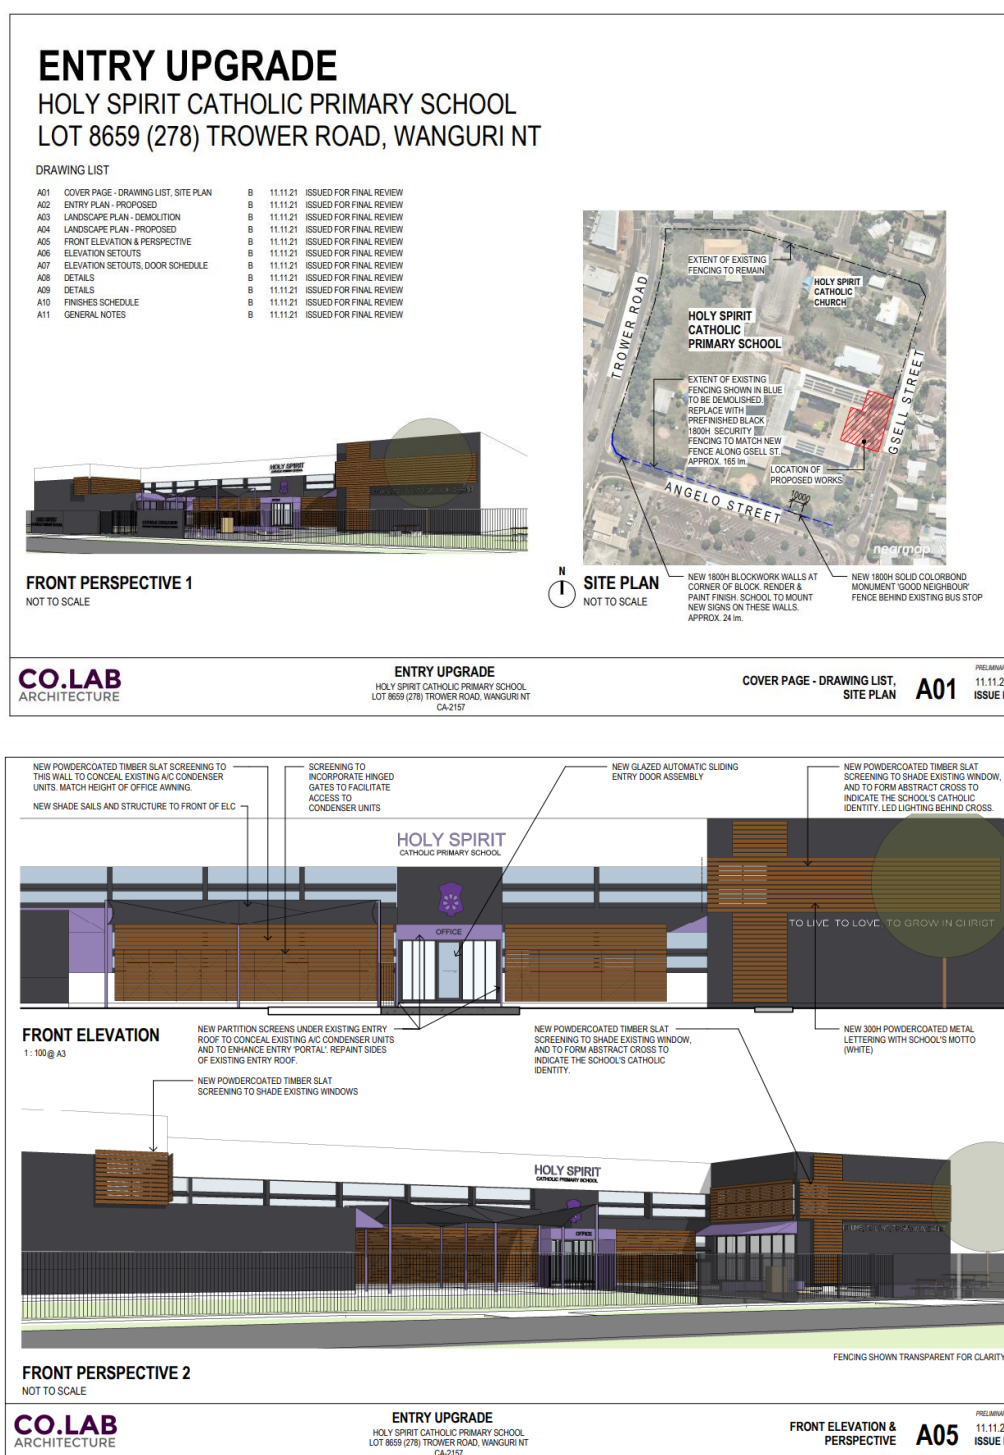 ENTRY UPGRADE
HOLY SPIRIT CATHOLIC PRIMARY SCHOOL
LOT 8659 (278) TROWER ROAD, WANGURI NT
DRAWING LIST
A01 COVER PAGE - DRAWING LIST, SITE PLAN B 11.11.21 ISSUED FOR FINAL REVIEW
A02 ENTRY PLAN - PROPOSED B 11.11.21 ISSUED FOR FINAL REVIEW
A03 LANDSCAPE PLAN - DEMOLITION B 11.11.21 ISSUED FOR FINAL REVIEW
A04 LANDSCAPE PLAN - PROPOSED B 11.11.21 ISSUED FOR FINAL REVIEW
A05 FRONT ELEVATION & PERSPECTIVE B 11.11.21 ISSUED FOR FINAL REVIEW
A06 ELEVATION SETOUTS B 11.11.21 ISSUED FOR FINAL REVIEW
A07 ELEVATION SETOUTS, DOOR SCHEDULE B 11.11.21 ISSUED FOR FINAL REVIEW
A08 DETAILS B 11.11.21 ISSUED FOR FINAL REVIEW
A09 DETAILS B 11.11.21 ISSUED FOR FINAL REVIEW
A10 FINISHES SCHEDULE B 11.11.21 ISSUED FOR FINAL REVIEW
A11 GENERAL NOTES B 11.11.21 ISSUED FOR FINAL REVIEW
HOLY SPIRIT
FRONT PERSPECTIVE 1
NOT TO SCALE
EXTENT OF EXISTING
FENCING TO REMAIN
HOLY SPIRIT
CATHOLIC
CHURCH
TROWER ROAD
HOLY SPIRIT
CATHOLIC
PRIMARY SCHOOL
EXTENT OF EXISTING
FENCING SHOWN IN BLUE
TO BE DEMOLISHED.
REPLACE WITH
PREFINISHED BLACK
1800H SECURITY
FENCING TO MATCH NEW
FENCE ALONG GSELL ST.
APPROX. 165 lm.
GSELL STREET
LOCATION OF
PROPOSED WORKS
10000
ANGELO STREET
nearmap
N
SITE PLAN
NOT TO SCALE
NEW 1800H BLOCKWORK WALLS AT
CORNER OF BLOCK. RENDER &
PAINT FINISH. SCHOOL TO MOUNT
NEW SIGNS ON THESE WALLS.
APPROX. 24 lm.
NEW 1800H SOLID COLORBOND
MONUMENT 'GOOD NEIGHBOUR'
FENCE BEHIND EXISTING BUS STOP
CO.LAB
ARCHITECTURE
ENTRY UPGRADE
HOLY SPIRIT CATHOLIC PRIMARY SCHOOL
LOT 8659 (278) TROWER ROAD, WANGURI NT
CA-2157
COVER PAGE - DRAWING LIST,
SITE PLAN
A01
11.11.2
ISSUE
NEW POWDERCOATED TIMBER SLAT SCREENING TO
THIS WALL TO CONCEAL EXISTING A/C CONDENSER
UNITS. MATCH HEIGHT OF OFFICE AWNING.
NEW SHADE SAILS AND STRUCTURE TO FRONT OF ELC
SCREENING TO
INCORPORATE HINGED
GATES TO FACILITATE
ACCESS TO
CONDENSER UNITS
NEW GLAZED AUTOMATIC SLIDING
ENTRY DOOR ASSEMBLY
NEW POWDERCOATED TIMBER SLAT
SCREENING TO SHADE EXISTING WINDOW,
AND TO FORM ABSTRACT CROSS TO
INDICATE THE SCHOOL'S CATHOLIC
IDENTITY. LED LIGHTING BEHIND CROSS.
HOLY SPIRIT
CATHOLIC PRIMARY SCHOOL
OFFICE
TO LIVE TO LOVE TO GROW IN CHRIST
FRONT ELEVATION
1 : 100 @ A3
NEW PARTITION SCREENS UNDER EXISTING ENTRY
ROOF TO CONCEAL EXISTING A/C CONDENSER UNITS
AND TO ENHANCE ENTRY 'PORTAL'. REPAINT SIDES
OF EXISTING ENTRY ROOF.
NEW POWDERCOATED TIMBER SLAT
SCREENING TO SHADE EXISTING WINDOW,
AND TO FORM ABSTRACT CROSS TO
INDICATE THE SCHOOL'S CATHOLIC
IDENTITY.
NEW 300H POWDERCOATED METAL
LETTERING WITH SCHOOL'S MOTTO
(WHITE)
NEW POWDERCOATED TIMBER SLAT
SCREENING TO SHADE EXISTING WINDOWS
HOLY SPIRIT
CATHOLIC PRIMARY SCHOOL
OFFICE
FENCING SHOWN TRANSPARENT FOR CLARITY
FRONT PERSPECTIVE 2
NOT TO SCALE
CO.LAB
ARCHITECTURE
ENTRY UPGRADE
HOLY SPIRIT CATHOLIC PRIMARY SCHOOL
LOT 8659 (278) TROWER ROAD, WANGURI NT
CA-2157
FRONT ELEVATION &
PERSPECTIVE
A05
11.11.2
ISSUE